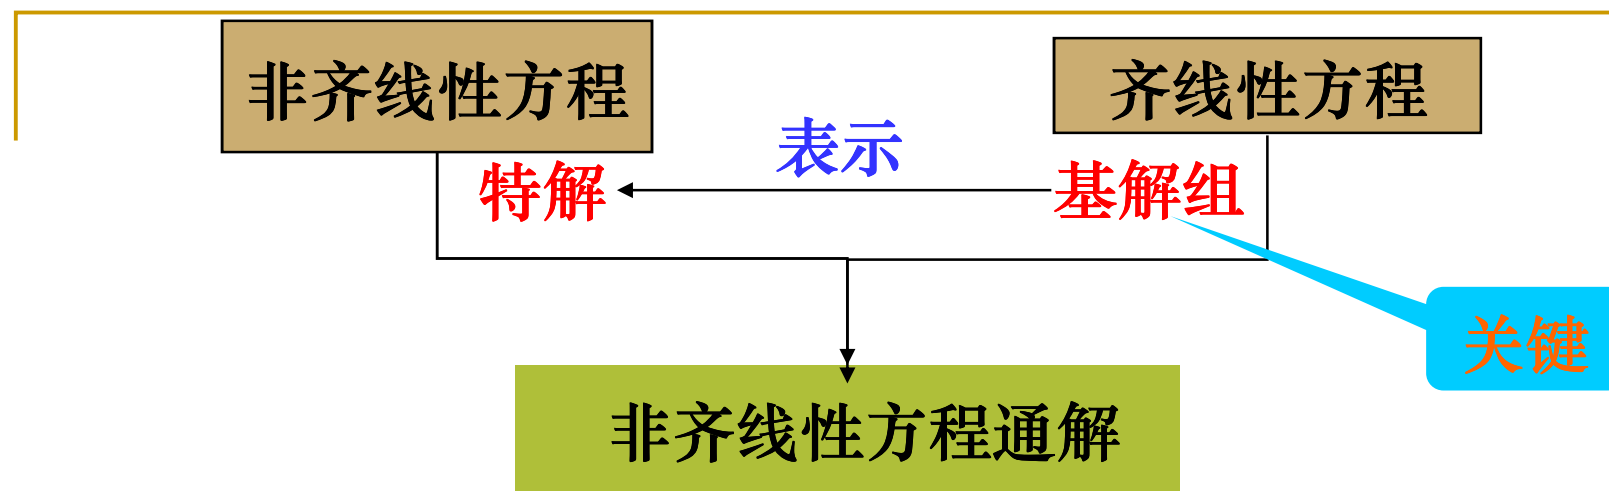 非齐线性方程
齐线性方程
表示
特解
基解组
关键
非齐线性方程通解